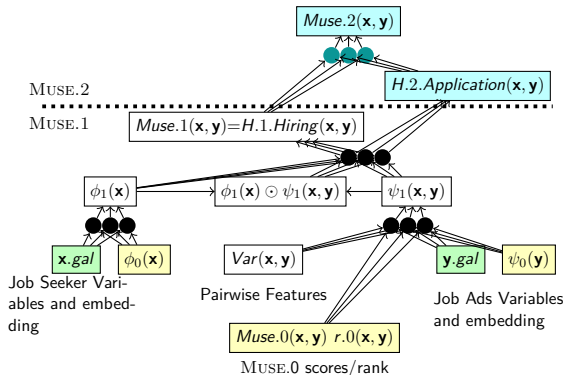 Muse.2(x, y)
H.2.Application(x, y)
MUSE.2
MUSE.1
Muse.1(x, y)=H.1.Hiring(x, y)
ϕ₁(x)
ϕ₁(x) ⊙ ψ₁(x, y)
ψ₁(x, y)
x.gal
ϕ₀(x)
Var(x, y)
y.gal
ψ₀(y)
Job Seeker Vari-
ables and embed-
ding
Pairwise Features
Job Ads Variables
and embedding
Muse.0(x, y) r.0(x, y)
MUSE.0 scores/rank